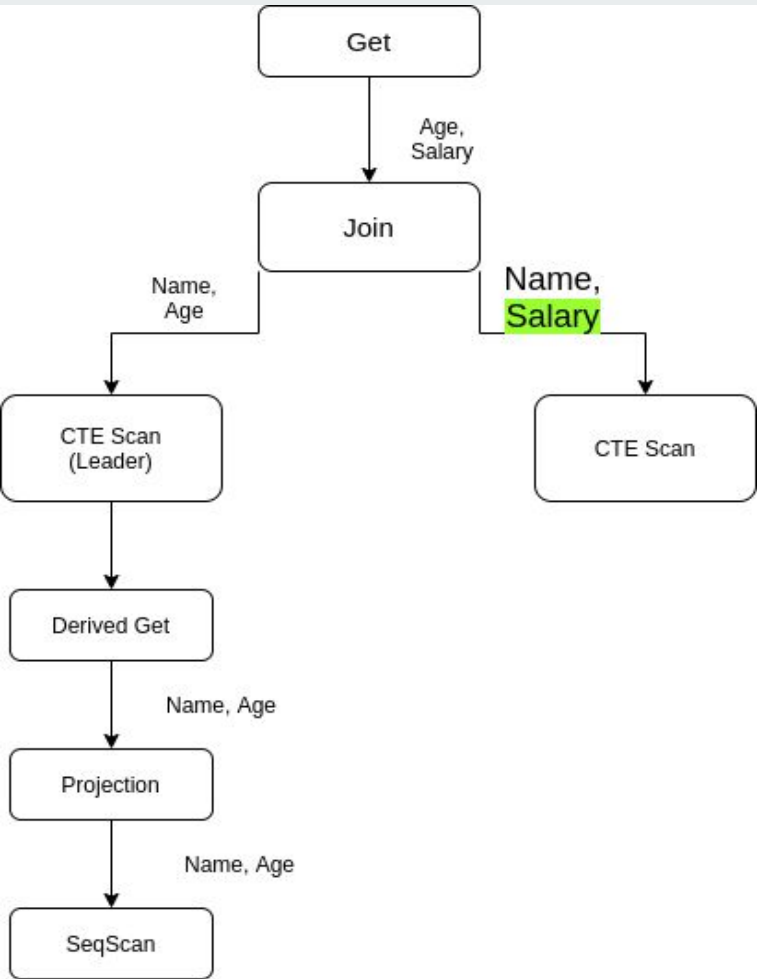 Get
Age,
Salary
Join
Name,
Age
Name,
Salary
CTE Scan
(Leader)
CTE Scan
Derived Get
Name, Age
Projection
Name, Age
SeqScan